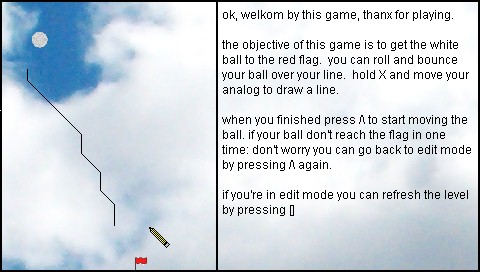 ok, welkom by this game, thanx for playing.
the objective of this game is to get the white
ball to the red flag.  you can roll and bounce
your ball over your line.  hold X and move your
analog to draw a line.
when you finished press /\ to start moving the
ball. if your ball don't reach the flag in one
time: don't worry you can go back to edit mode
by pressing /\ again.
if you're in edit mode you can refresh the level
by pressing []